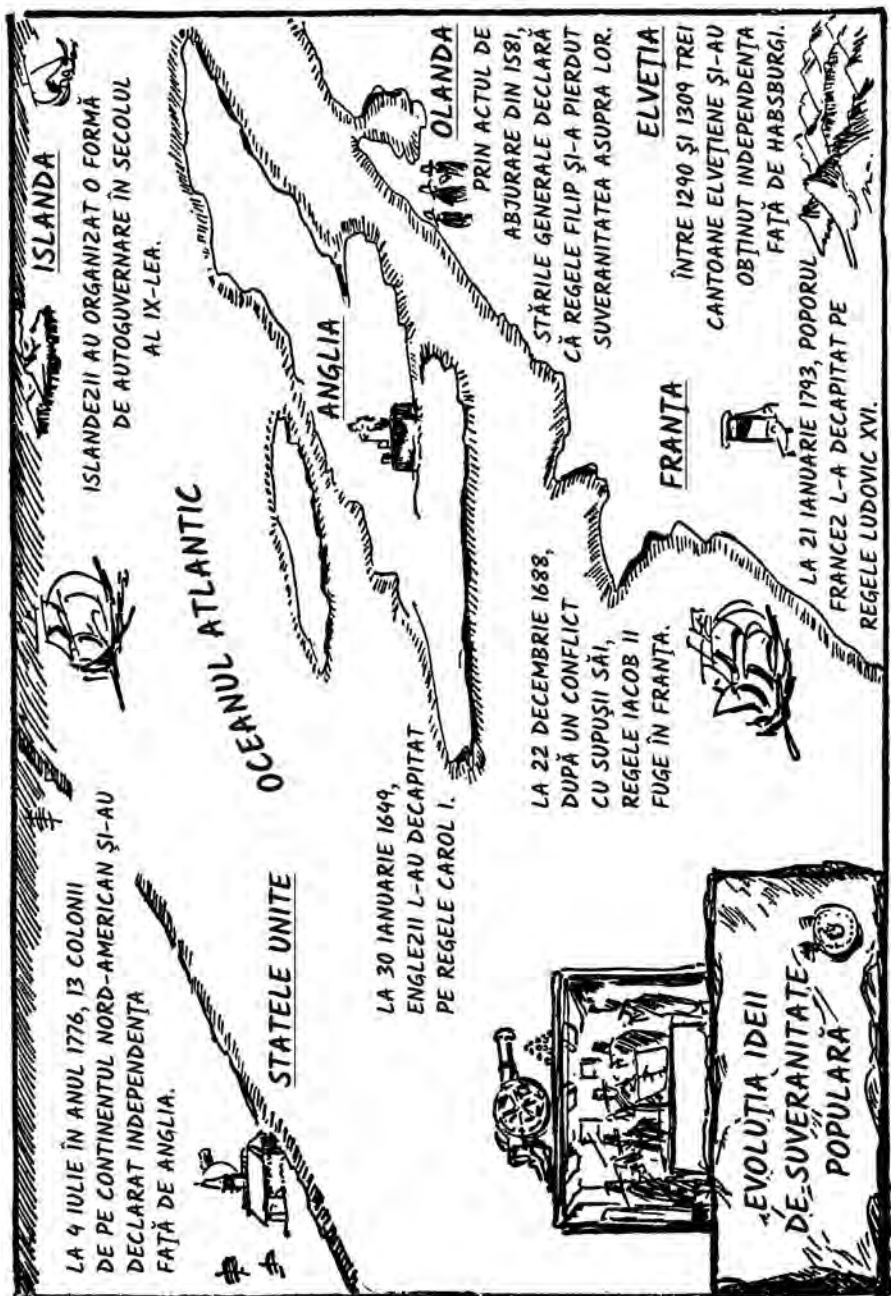 LA 4 IULIE ÎN ANUL 1776, 13 COLONII
DE PE CONTINENTUL NORD-AMERICAN ȘI-AU
DECLARAT INDEPENDENȚA
FAȚĂ DE ANGLIA.
STATELE UNITE
ISLANDA
ISLANDEZII AU ORGANIZAT O FORMĂ
DE AUTOGUVERNARE ÎN SECOLUL
AL IX-LEA.
OCEANUL ATLANTIC
ANGLIA
LA 30 IANUARIE 1649,
ENGLEZII L-AU DECAPITAT
PE REGELE CAROL I.
OLANDA
PRIN ACTUL DE
ABJURARE DIN 1581,
STĂRILE GENERALE DECLARĂ
CĂ REGELE FILIP ȘI-A PIERDUT
SUVERANITATEA ASUPRA LOR.
LA 22 DECEMBRIE 1688,
DUPĂ UN CONFLICT
CU SUPUȘII SĂI,
REGELE IACOB II
FUGE ÎN FRANȚA.
ELVEȚIA
ÎNTRE 1290 ȘI 1309 TREI
CANTOANE ELVEȚIENE ȘI-AU
OBȚINUT INDEPENDENȚA
FAȚĂ DE HABSBURGI.
FRANȚA
LA 21 IANUARIE 1793, POPORUL
FRANCEZ L-A DECAPITAT PE
REGELE LUDOVIC XVI.
EVOLUȚIA IDEII
DE SUVERANITATE
POPULARĂ